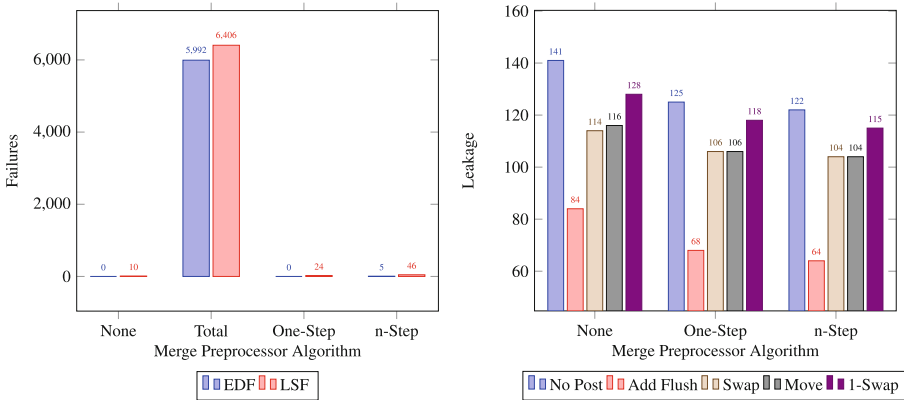 Failures
6,000
4,000
2,000
0
0
10
5,992
6,406
0
24
5
46
None
Total
One-Step
n-Step
Merge Preprocessor Algorithm
EDF
LSF
Leakage
160
140
120
100
80
60
141
84
114
116
128
125
68
106
106
118
122
64
104
104
115
None
One-Step
n-Step
Merge Preprocessor Algorithm
No Post
Add Flush
Swap
Move
1-Swap